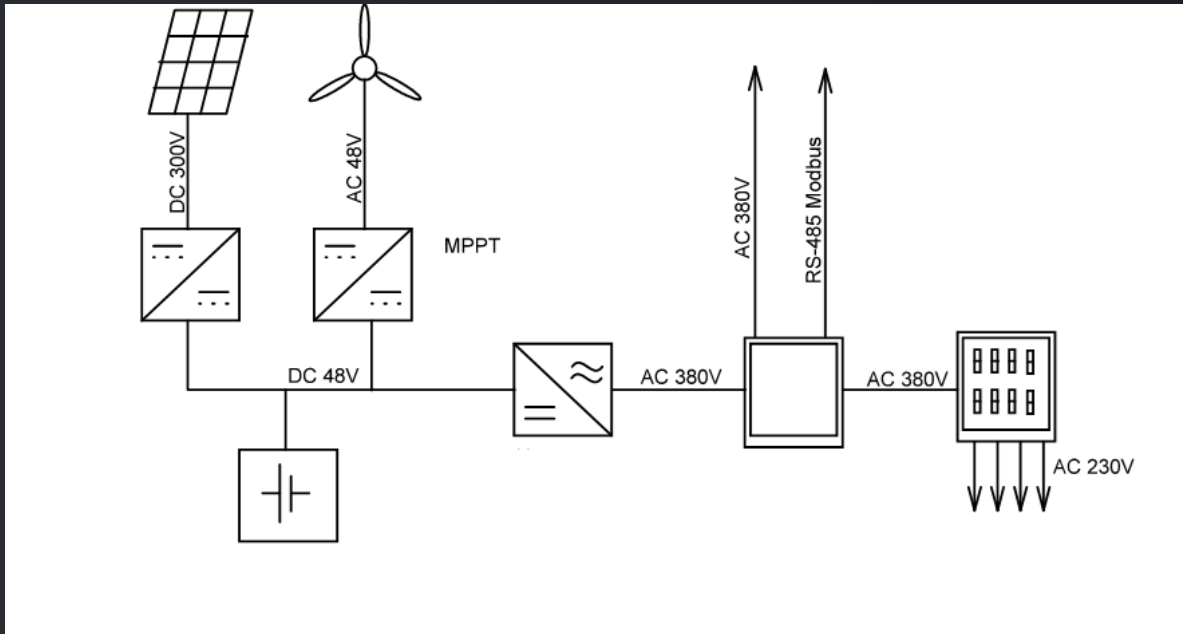 DC 300V
AC 48V
MPPT
AC 380V
RS-485 Modbus
DC 48V
AC 380V
AC 380V
AC 230V